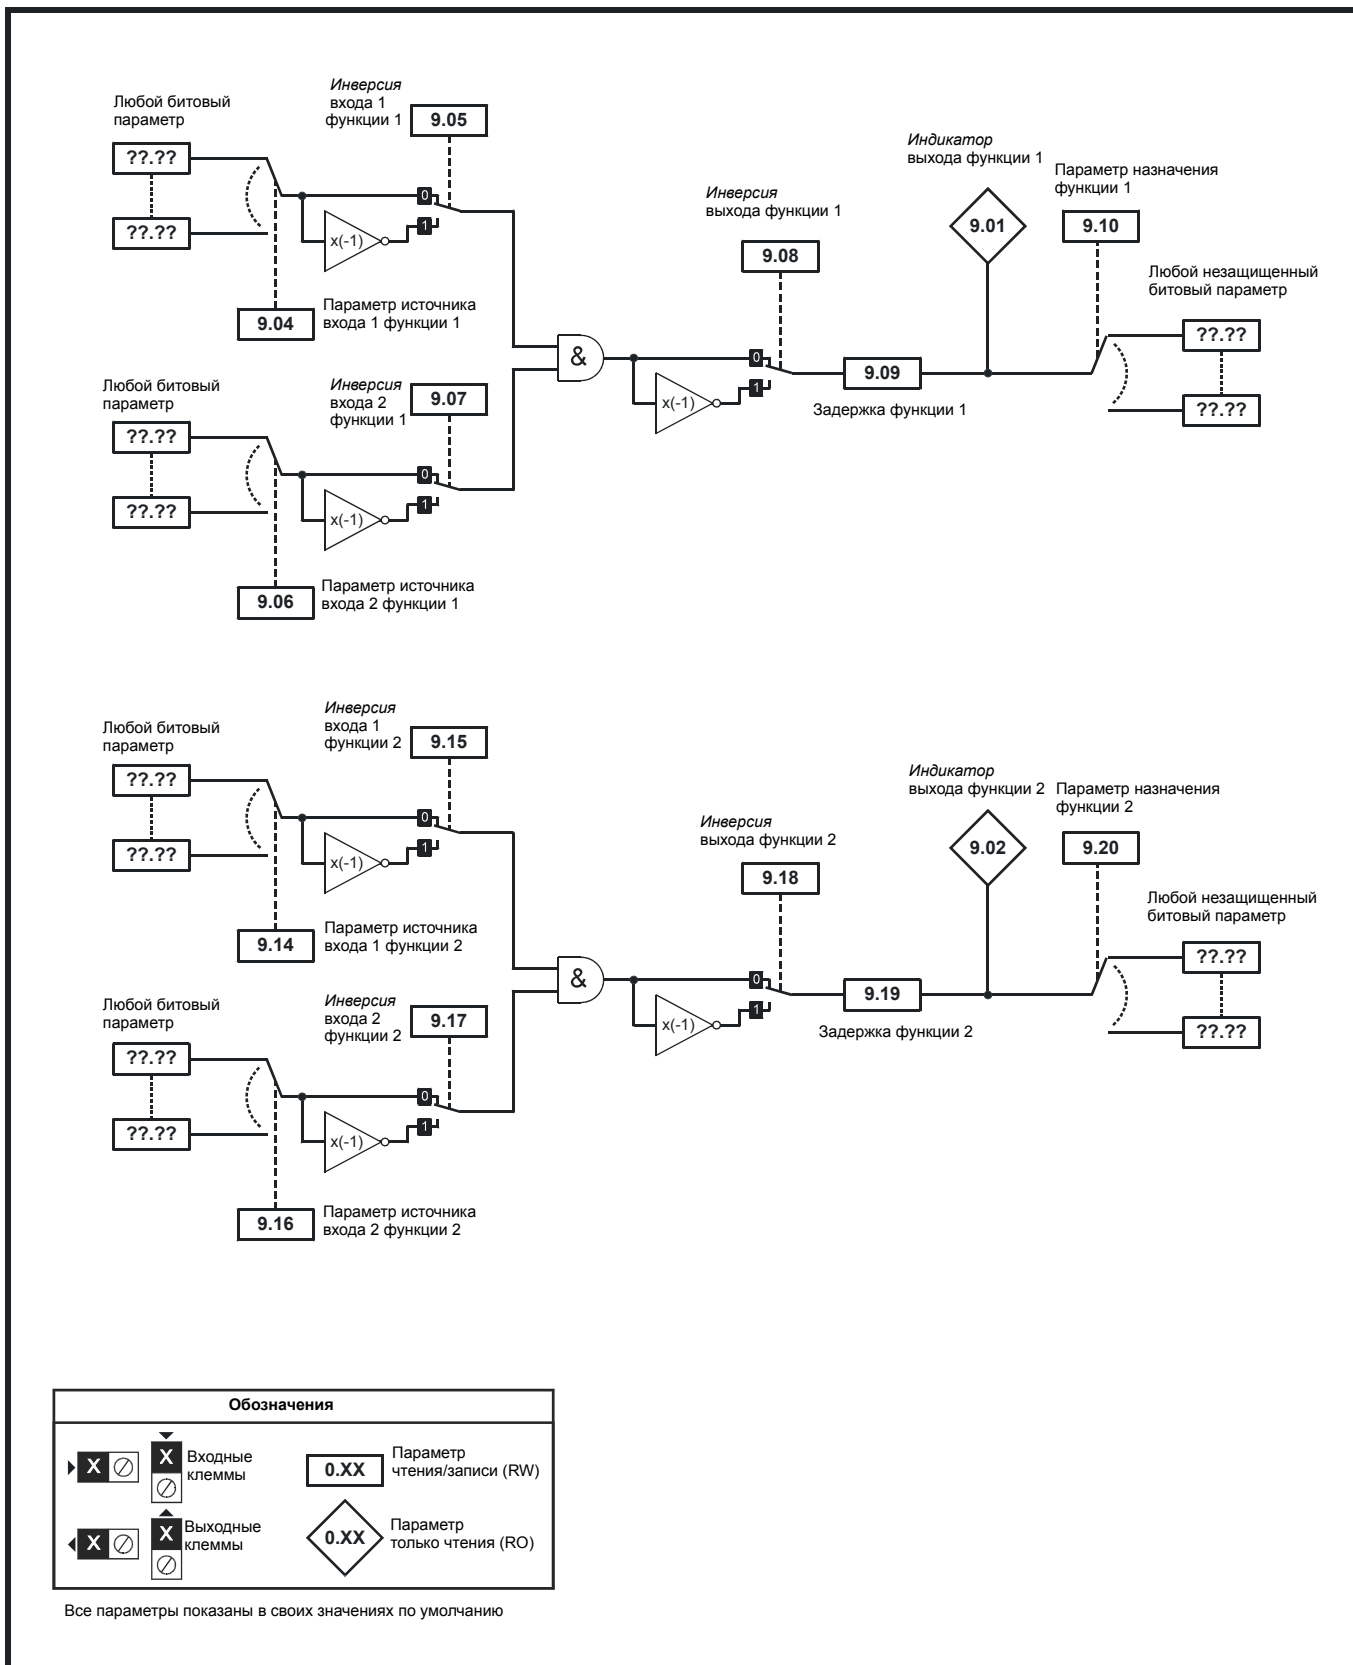 Любой битовый
параметр
??.??
??.??
Инверсия
входа 1
функции 1
9.05
0
1
x(-1)
9.04
Параметр источника
входа 1 функции 1
Любой битовый
параметр
??.??
??.??
Инверсия
входа 2
функции 1
9.07
0
1
x(-1)
9.06
Параметр источника
входа 2 функции 1
&
Инверсия
выхода функции 1
9.08
0
1
x(-1)
9.09
Задержка функции 1
Индикатор
выхода функции 1
9.01
Параметр назначения
функции 1
9.10
Любой незащищенный
битовый параметр
??.??
??.??
Любой битовый
параметр
??.??
??.??
Инверсия
входа 1
функции 2
9.15
0
1
x(-1)
9.14
Параметр источника
входа 1 функции 2
Любой битовый
параметр
??.??
??.??
Инверсия
входа 2
функции 2
9.17
0
1
x(-1)
9.16
Параметр источника
входа 2 функции 2
&
Инверсия
выхода функции 2
9.18
0
1
x(-1)
9.19
Задержка функции 2
Индикатор
выхода функции 2
9.02
Параметр назначения
функции 2
9.20
Любой незащищенный
битовый параметр
??.??
??.??
Обозначения
X
X
Входные
клеммы
0.XX
Параметр
чтения/записи (RW)
X
X
Выходные
клеммы
0.XX
Параметр
только чтения (RO)
Все параметры показаны в своих значениях по умолчанию